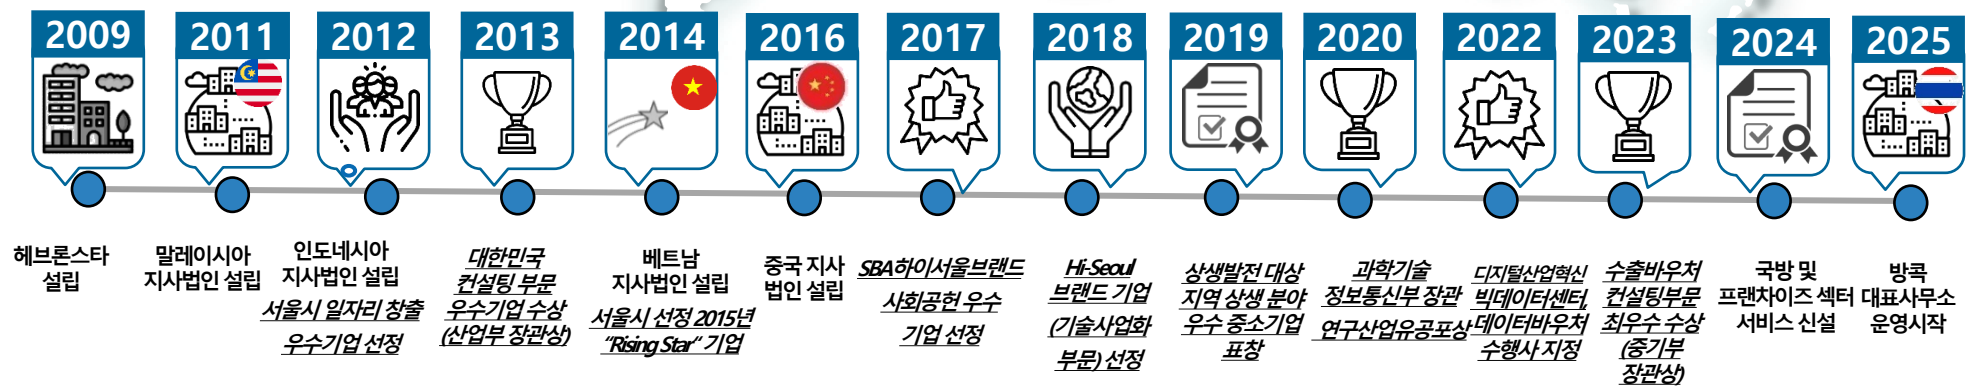 2009
2011
2012
2013
2014
2016
2017
2018
2019
2020
2022
2023
2024
2025
헤브론스타
설립
말레이시아
지사법인 설립
인도네시아
지사법인 설립
서울시 일자리 창출
우수기업 선정
대한민국
컨설팅 부문
우수기업 수상
(산업부 장관상)
베트남
지사법인 설립
서울시 선정 2015년
“Rising Star“ 기업
중국 지사
법인 설립
SBA하이서울브랜드
사회공헌 우수
기업 선정
Hi-Seoul
브랜드 기업
(기술사업화
부문) 선정
상생발전 대상
지역 상생 분야
우수 중소기업
표창
과학기술
정보통신부 장관
연구산업유공포상
디지털산업혁신
빅데이터센터,
데이터바우처
수행사 지정
수출바우처
컨설팅부문
최우수 수상
(중기부
장관상)
국방 및
프랜차이즈 섹터
서비스 신설
방콕
대표사무소
운영시작